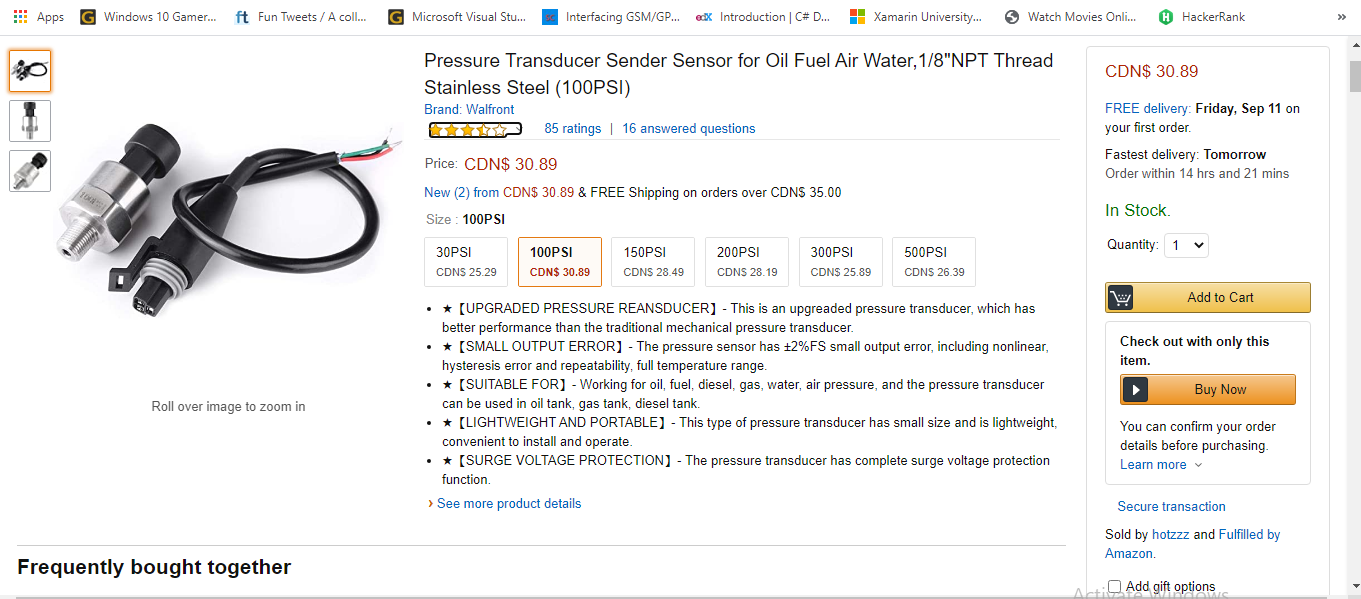 Apps
Windows 10 Gamer...
Fun Tweets / A coll...
Microsoft Visual Stu...
Interfacing GSM/GP...
edX Introduction | C# D...
Xamarin University,...
Watch Movies Onli...
HackerRank
»
Pressure Transducer Sender Sensor for Oil Fuel Air Water,1/8"NPT Thread
Stainless Steel (100PSI)
Brand: Walfront
85 ratings | 16 answered questions
Price: CDN$ 30.89
New (2) from CDN$ 30.89 & FREE Shipping on orders over CDN$ 35.00
Size : 100PSI
30PSI
CDN$ 25.29
100PSI
CDN$ 30.89
150PSI
CDN$ 28.49
200PSI
CDN$ 28.19
300PSI
CDN$ 25.89
500PSI
CDN$ 26.39
• ★【UPGRADED PRESSURE REANSDUCER】- This is an upgreaded pressure transducer, which has
better performance than the traditional mechanical pressure transducer.
• ★【SMALL OUTPUT ERROR】- The pressure sensor has ±2%FS small output error, including nonlinear,
hysteresis error and repeatability, full temperature range.
• ★【SUITABLE FOR】- Working for oil, fuel, diesel, gas, water, air pressure, and the pressure transducer
can be used in oil tank, gas tank, diesel tank.
• ★【LIGHTWEIGHT AND PORTABLE】- This type of pressure transducer has small size and is lightweight,
convenient to install and operate.
• ★【SURGE VOLTAGE PROTECTION】- The pressure transducer has complete surge voltage protection
function.
› See more product details
Roll over image to zoom in
Frequently bought together
CDN$ 30.89
FREE delivery: Friday, Sep 11 on
your first order.
Fastest delivery: Tomorrow
Order within 14 hrs and 21 mins
In Stock.
Quantity: 1
Add to Cart
Check out with only this
item.
Buy Now
You can confirm your order
details before purchasing.
Learn more
Secure transaction
Sold by hotzzz and Fulfilled by
Amazon.
Add gift options
Activate Windows